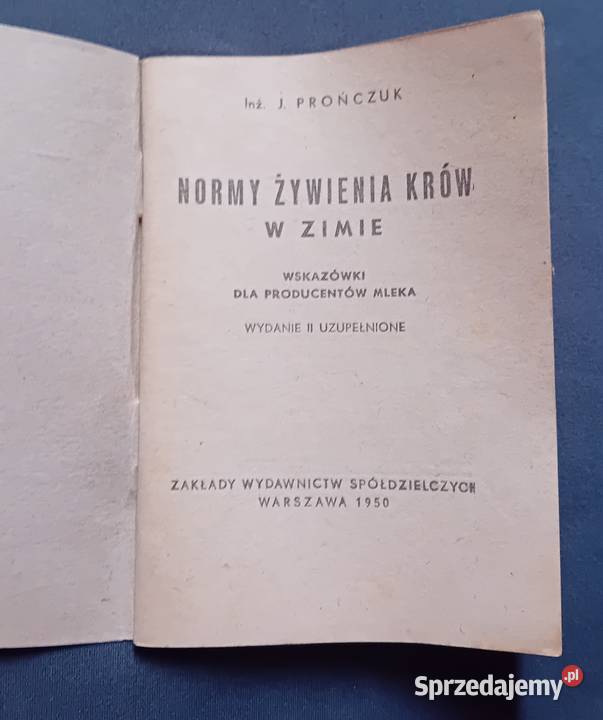 Inż. J. PROŃCZUK
NORMY ŻYWIENIA KRÓW
W ZIMIE
WSKAZÓWKI
DLA PRODUCENTÓW MLEKA
WYDANIE II UZUPEŁNIONE
ZAKŁADY WYDAWNICTW SPÓŁDZIELCZYCH
WARSZAWA 1950
Sprzedajemy.pl